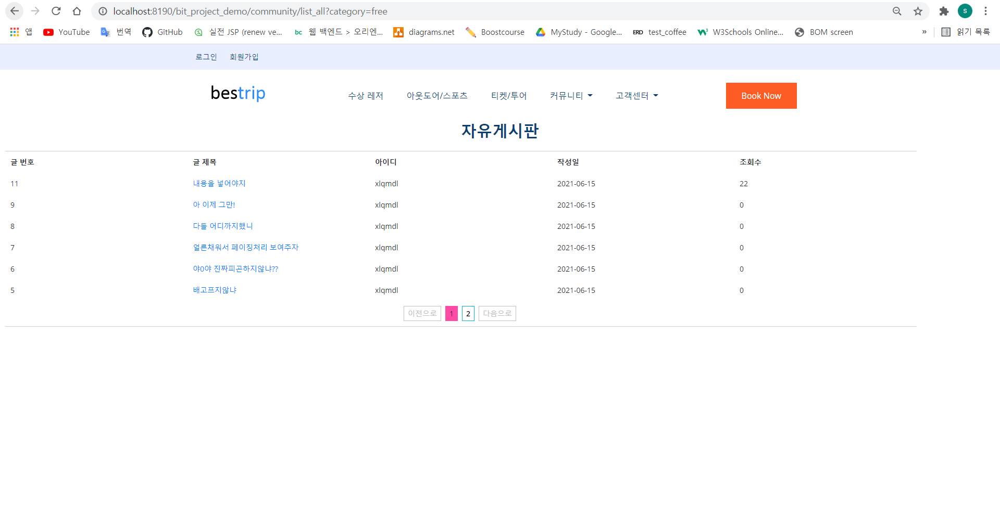 localhost:8190/bit_project_demo/community/list_all?category=free
앱 YouTube 번역 GitHub 실전 JSP (renew ve... bc 웹 백엔드 > 오리엔... diagrams.net Boostcourse MyStudy - Google... ERD test_coffee W3Schools Online... BOM screen » 읽기 목록
로그인 회원가입
bestrip 수상 레저 아웃도어/스포츠 티켓/투어 커뮤니티 고객센터 Book Now
자유게시판
글 번호 글 제목 아이디 작성일 조회수
11 내용을 넣어야지 xlqmdl 2021-06-15 22
9 아 이제 그만! xlqmdl 2021-06-15 0
8 다들 어디까지했니 xlqmdl 2021-06-15 0
7 얼른채워서 페이징처리 보여주자 xlqmdl 2021-06-15 0
6 야0야 진짜피곤하지않냐?? xlqmdl 2021-06-15 0
5 배고프지않냐 xlqmdl 2021-06-15 0
이전으로 1 2 다음으로